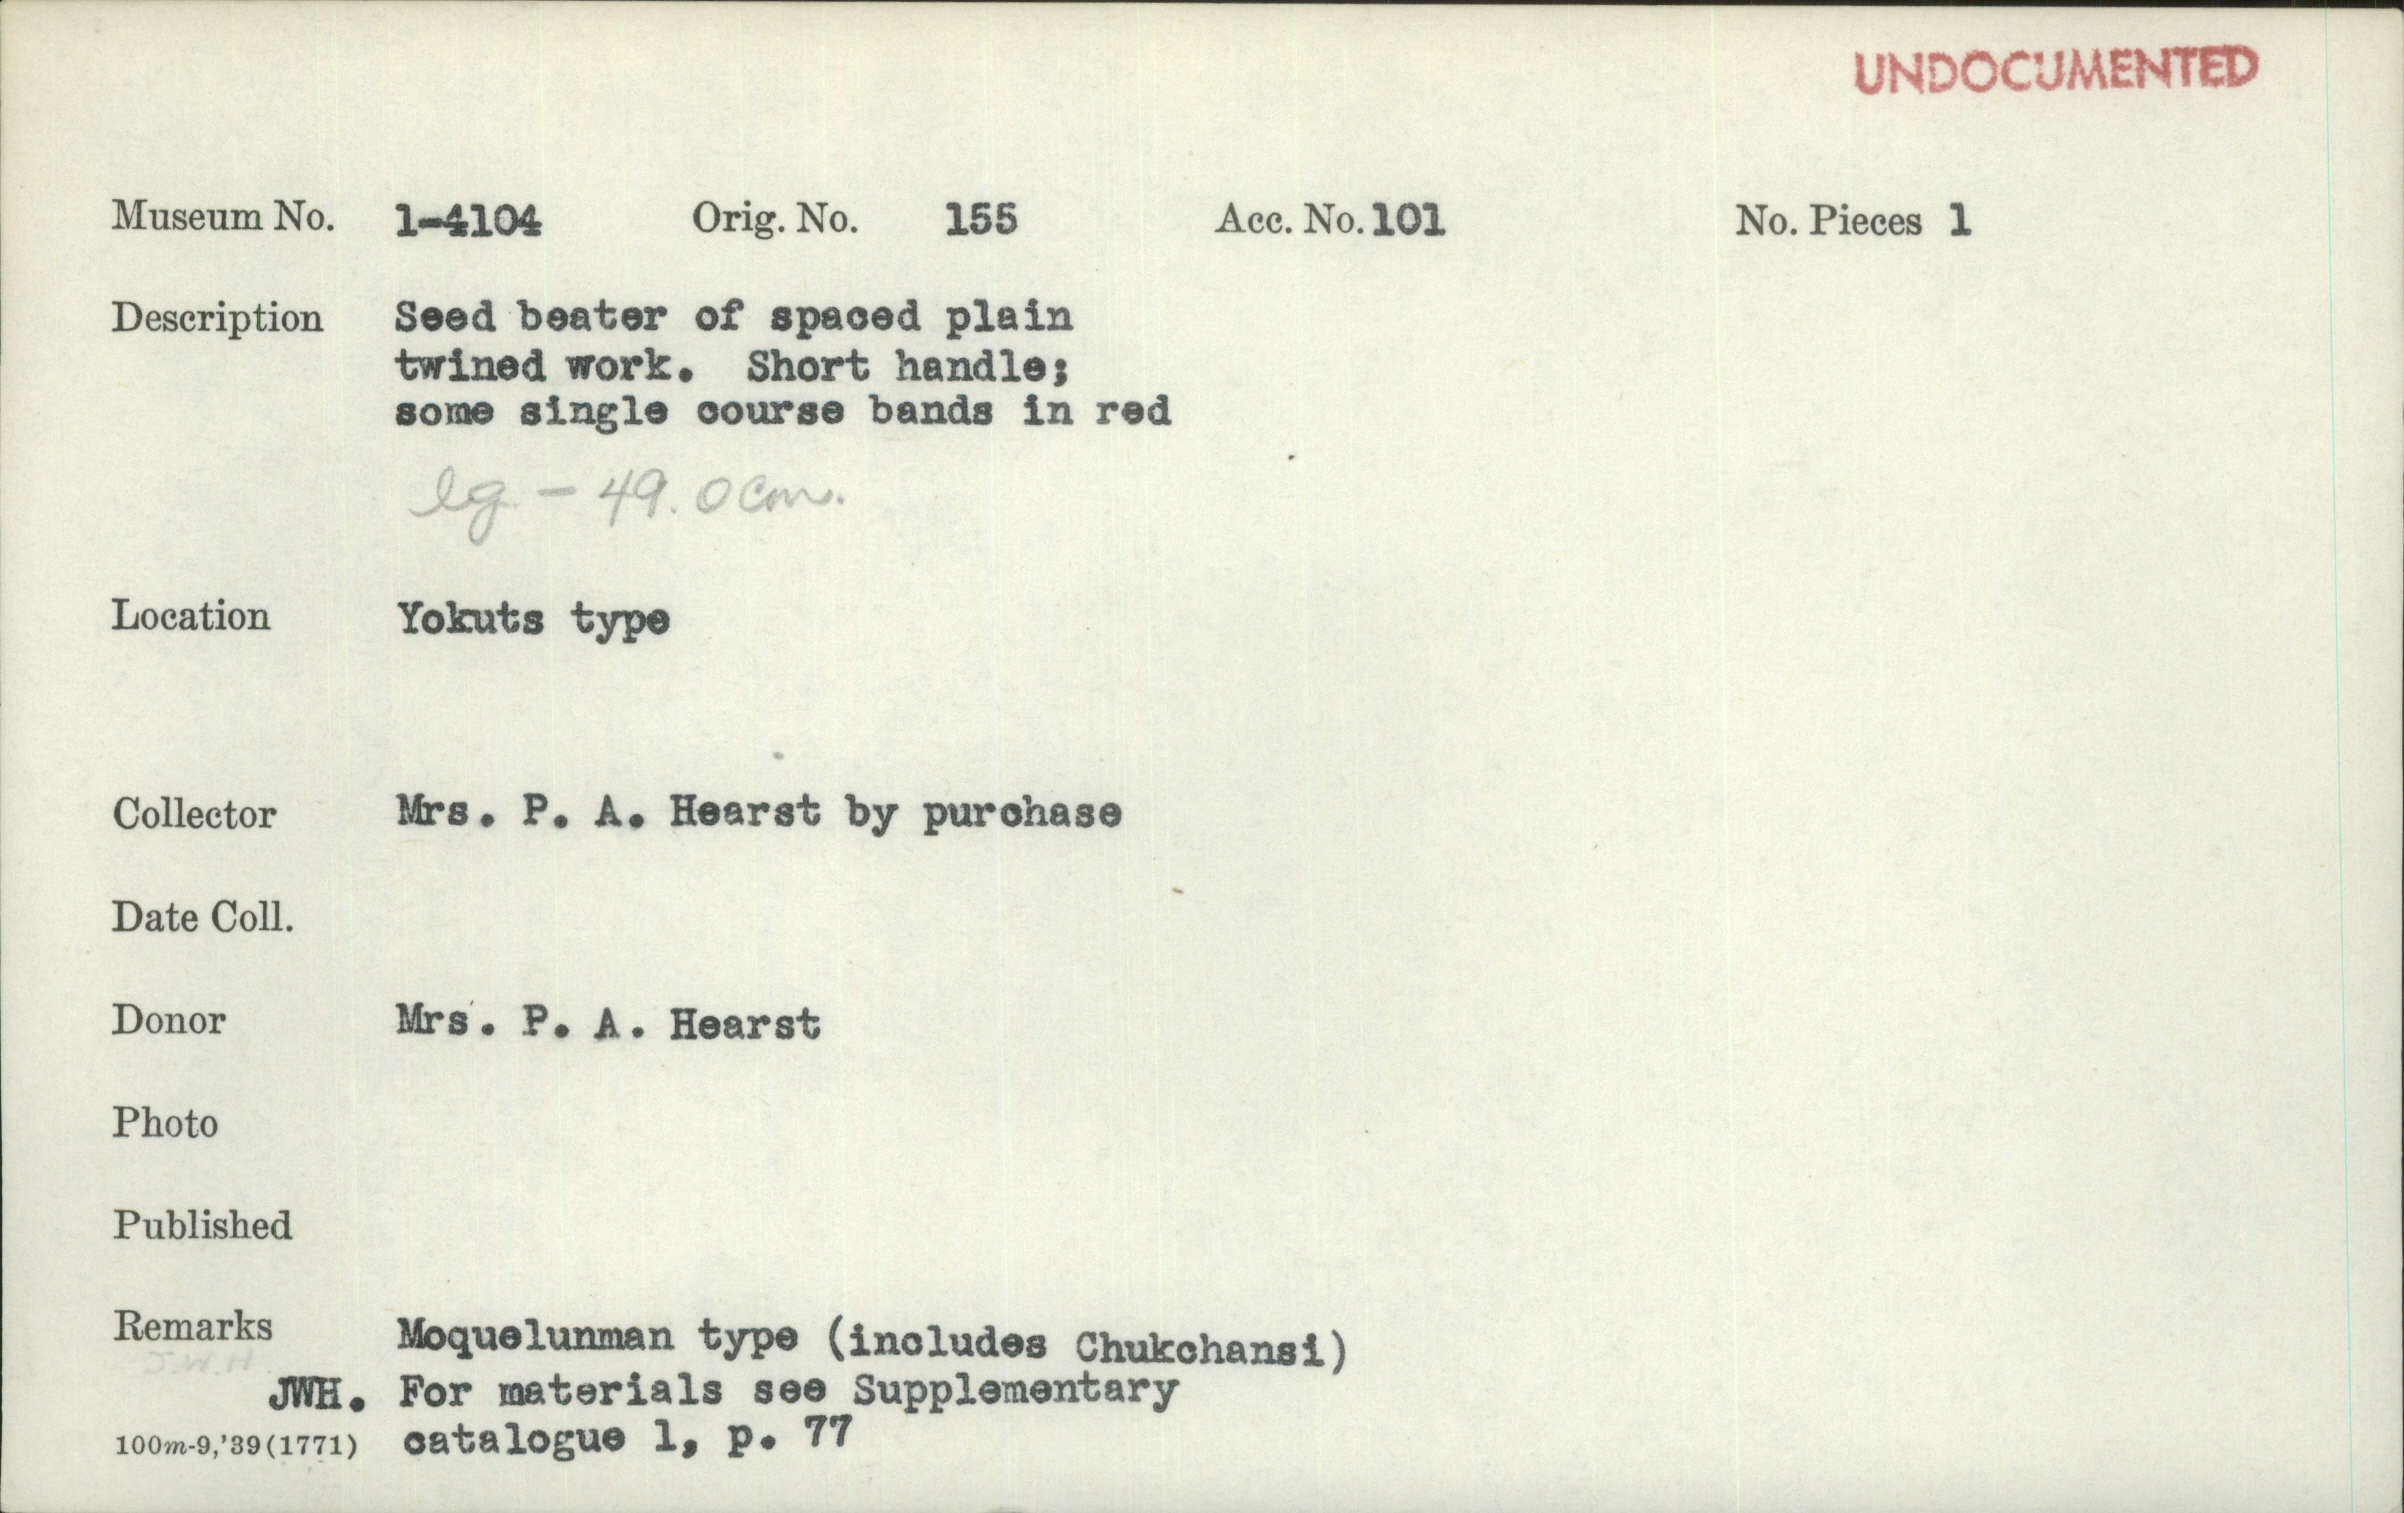 UNDOCUMENTED
Museum No. 1-4104 Orig. No. 155 Acc. No. 101 No. Pieces 1
Description Seed beater of spaced plain
twined work. Short handle;
some single course bands in red
lg - 49.0 cm.
Location Yokuts type
Collector Mrs. P. A. Hearst by purchase
Date Coll.
Donor Mrs. P. A. Hearst
Photo
Published
Remarks Moquelunman type (includes Chukchansi)
J.W.H.
JWH. For materials see Supplementary
100m-9,'39(1771) catalogue 1, p. 77